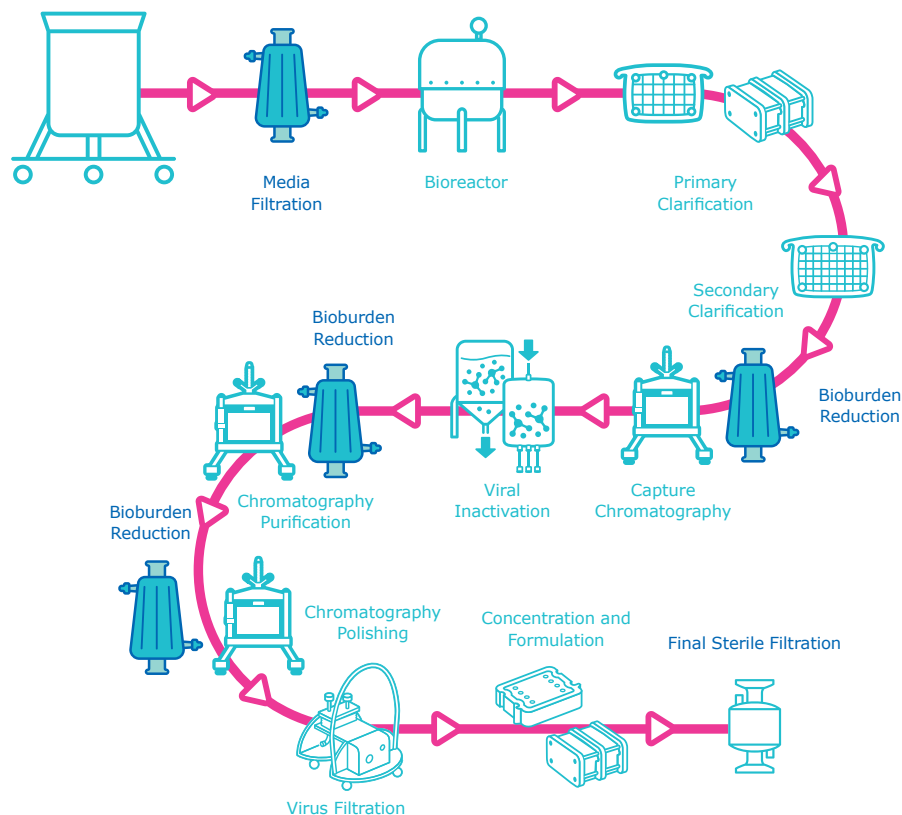 Media
Filtration
Bioreactor
Primary
Clarification
Secondary
Clarification
Bioburden
Reduction
Capture
Chromatography
Viral
Inactivation
Bioburden
Reduction
Chromatography
Purification
Bioburden
Reduction
Chromatography
Polishing
Virus Filtration
Concentration and
Formulation
Final Sterile Filtration